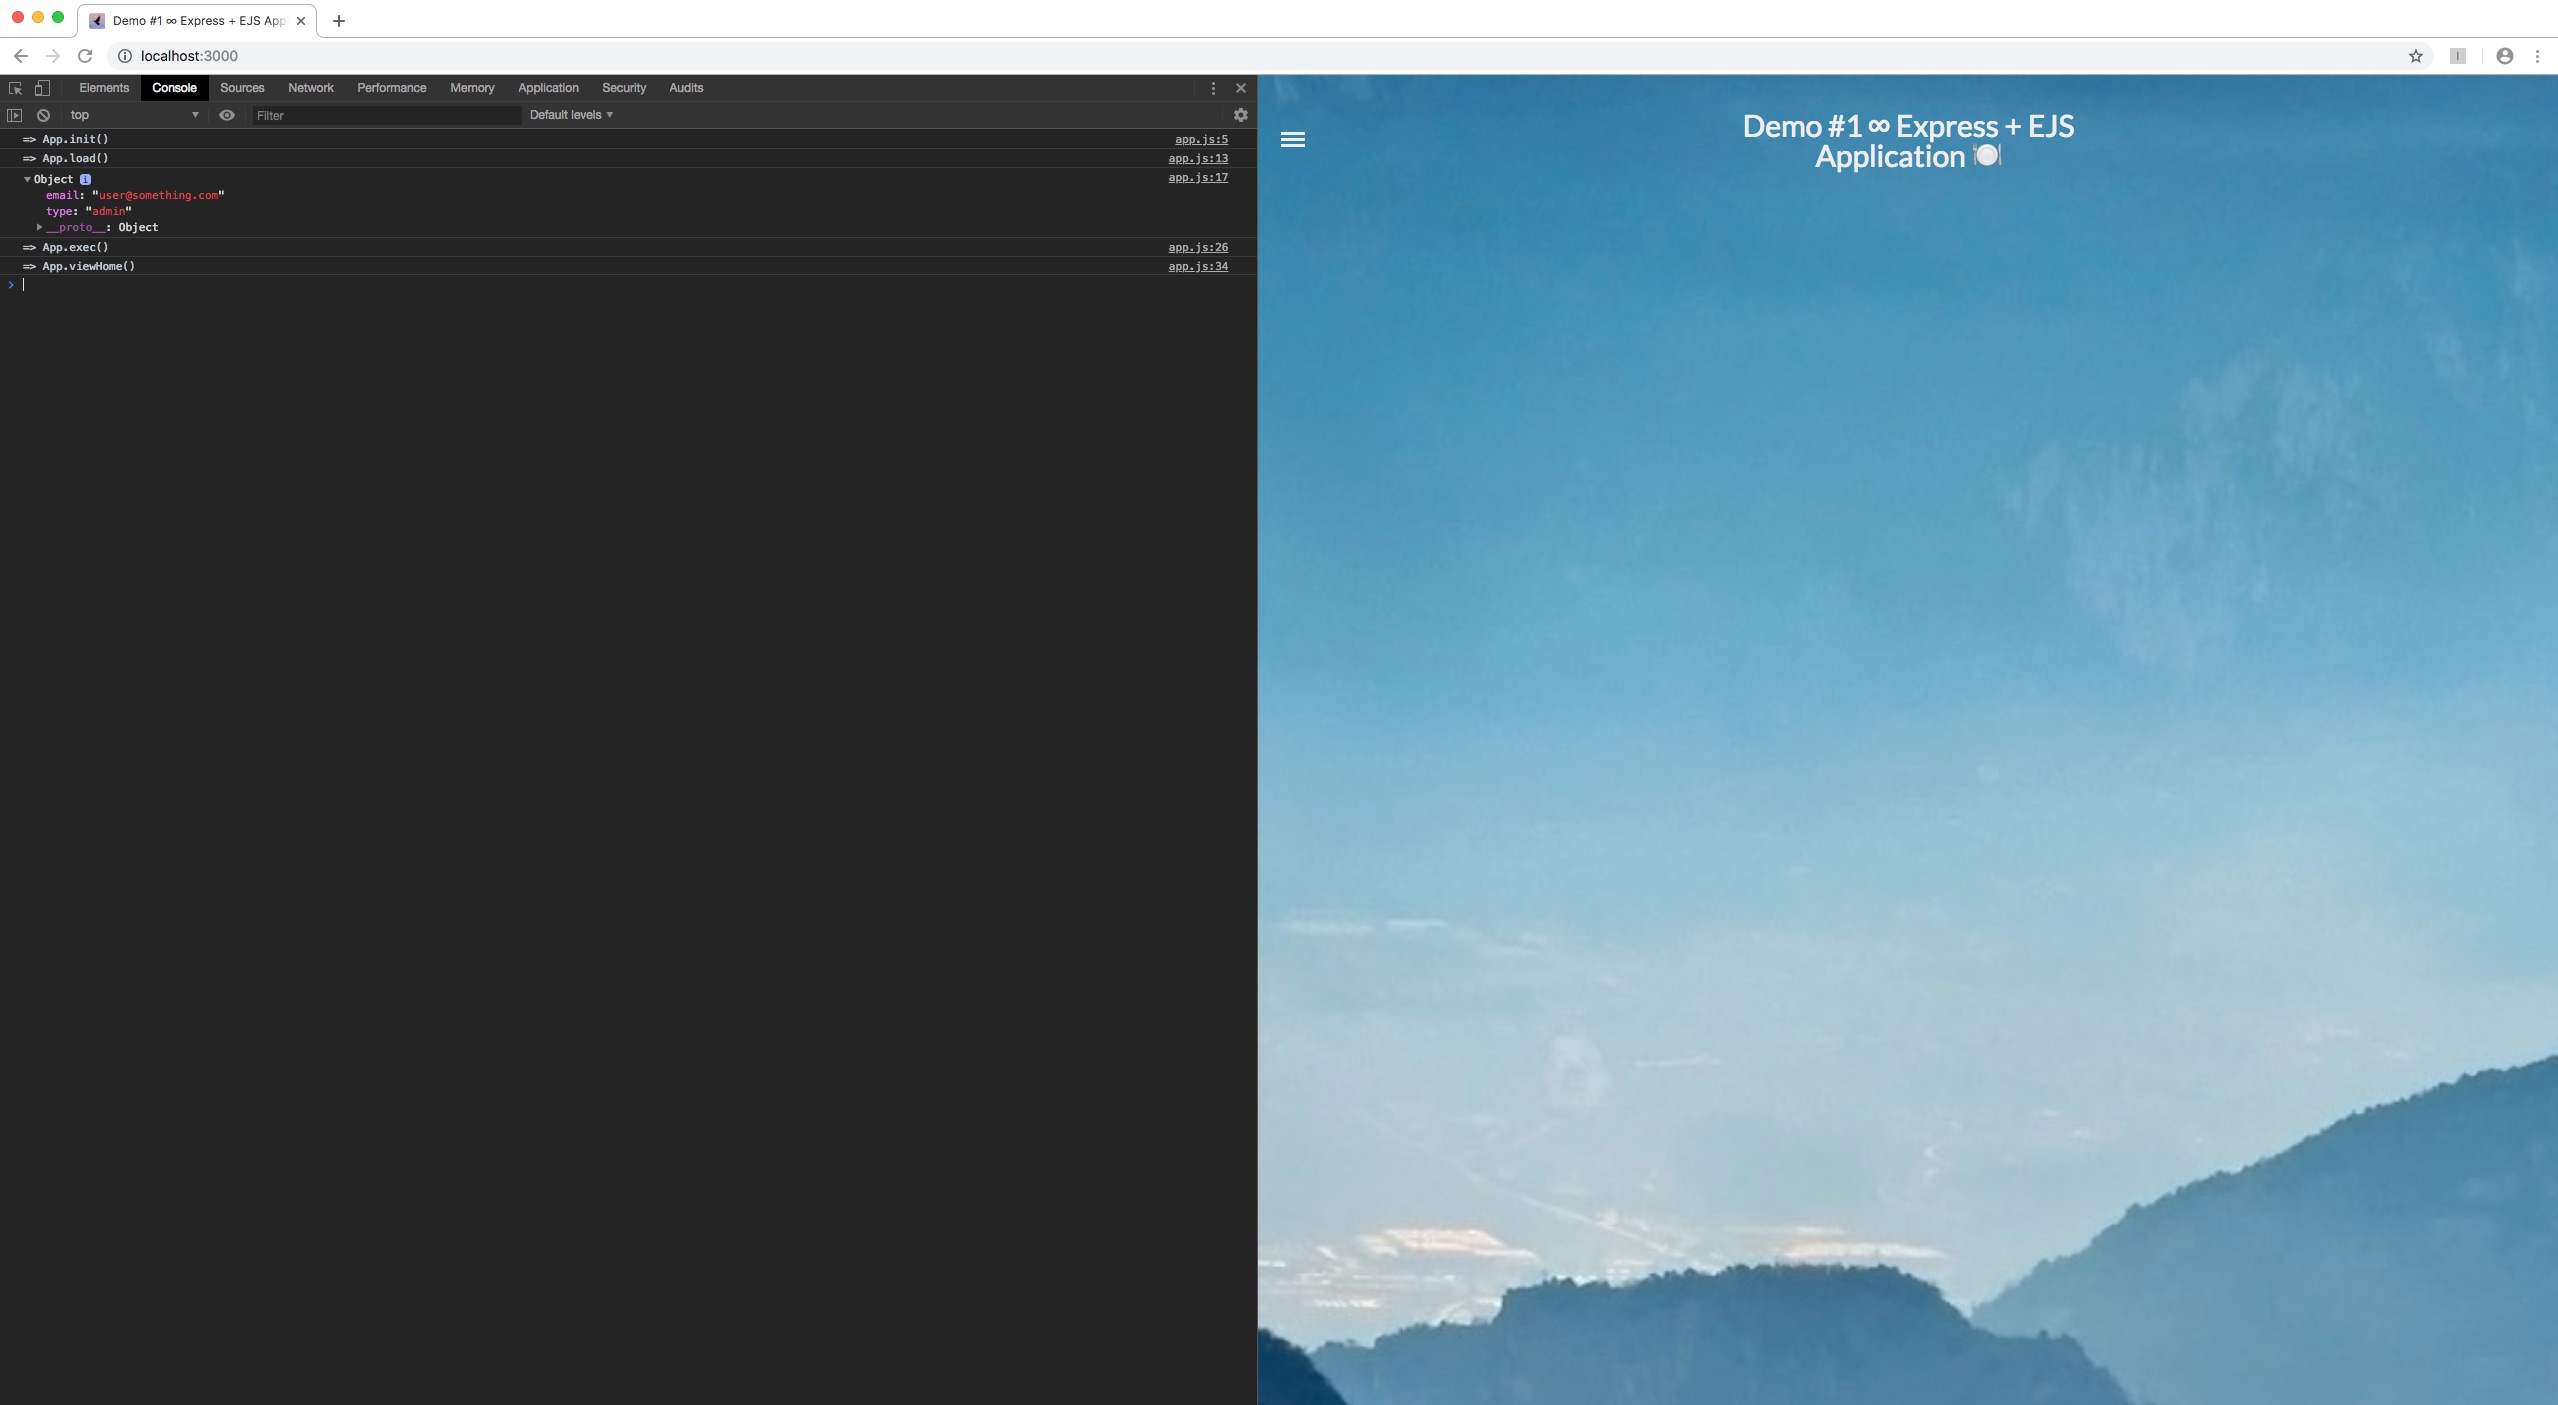 Demo #1 ∞ Express + EJS App
localhost:3000
Elements Console Sources Network Performance Memory Application Security Audits
top Filter Default levels
=> App.init() app.js:5
=> App.load() app.js:13
Object i app.js:17
email: "user@something.com"
type: "admin"
__proto__: Object
=> App.exec() app.js:26
=> App.viewHome() app.js:34
Demo #1 ∞ Express + EJS
Application 🍽️